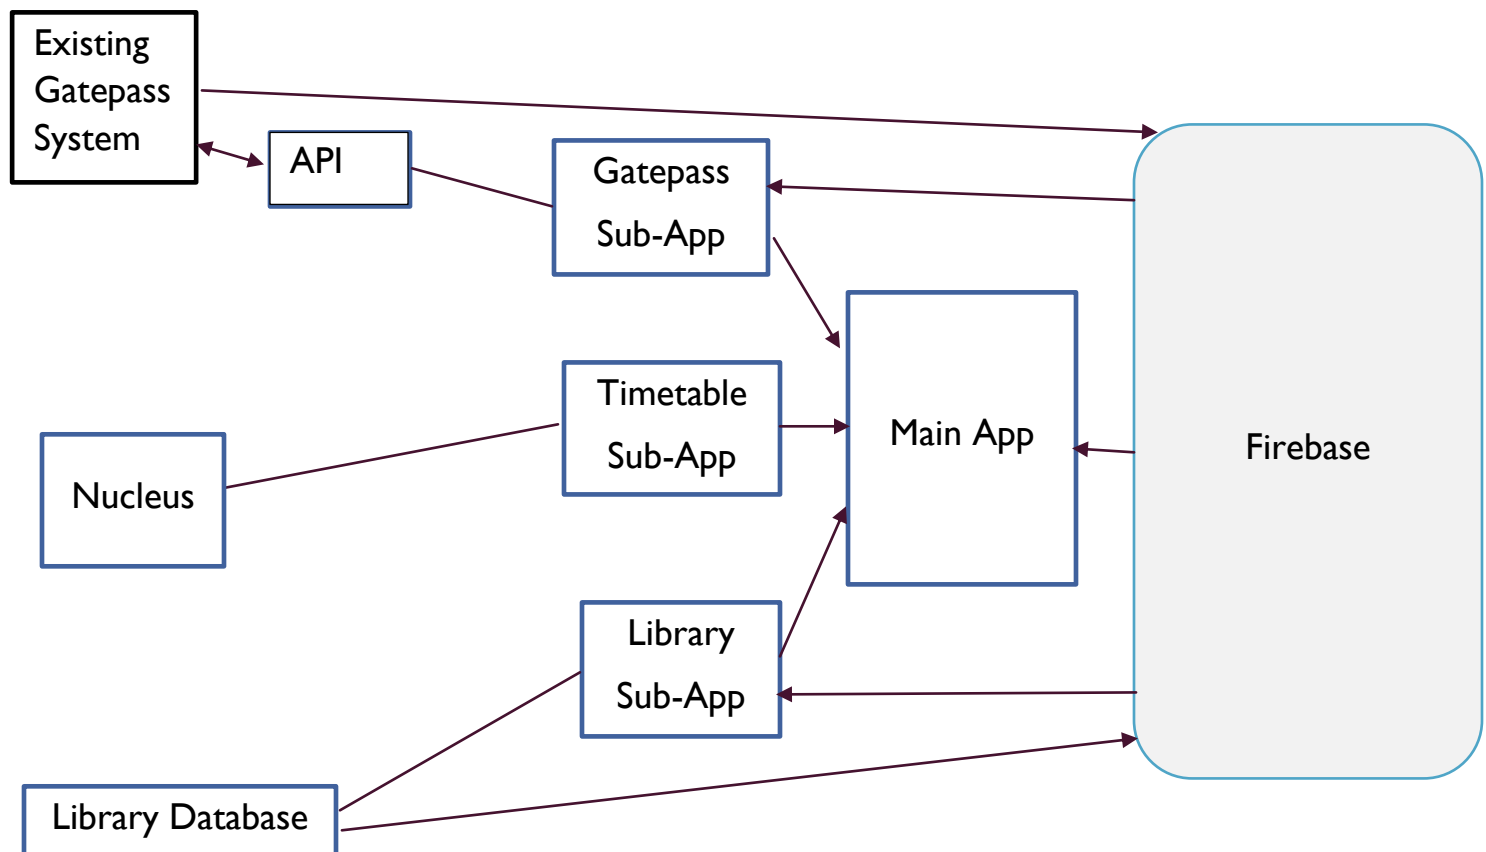 Existing
Gatepass
System
API
Gatepass
Sub-App
Timetable
Sub-App
Main App
Firebase
Nucleus
Library
Sub-App
Library Database